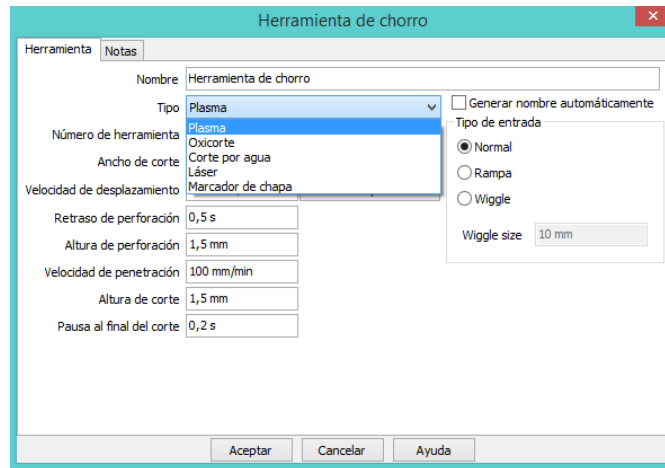 Herramienta de chorro
Herramienta Notas
Nombre Herramienta de chorro
Tipo Plasma Generar nombre automáticamente
Plasma
Oxicorte
Corte por agua
Láser
Marcador de chapa
Número de herramienta
Ancho de corte
Velocidad de desplazamiento
Retraso de perforación 0,5 s
Altura de perforación 1,5 mm
Velocidad de penetración 100 mm/min
Altura de corte 1,5 mm
Pausa al final del corte 0,2 s
Tipo de entrada
Normal
Rampa
Wiggle
Wiggle size 10 mm
Aceptar Cancelar Ayuda